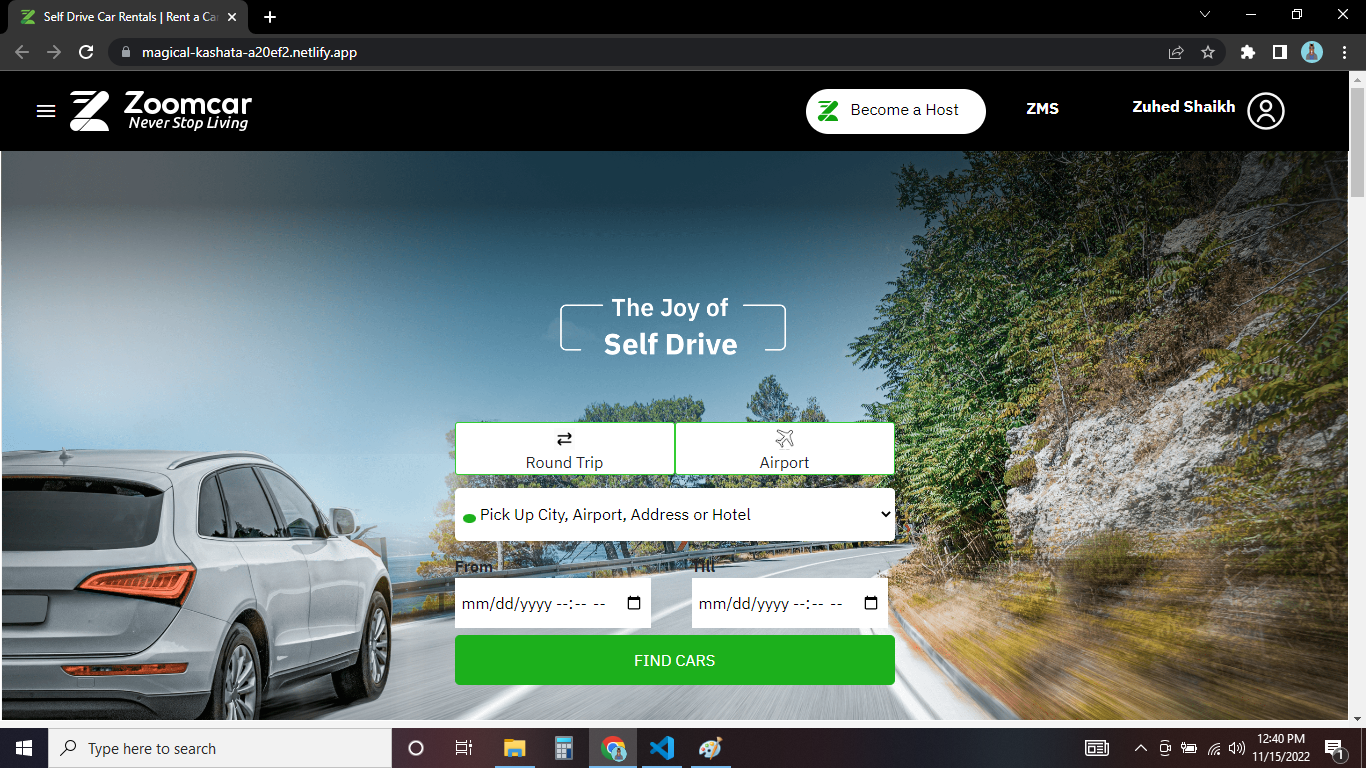 Self Drive Car Rentals | Rent a Ca
magical-kashata-a20ef2.netlify.app
Zoomcar
Never Stop Living
Become a Host
ZMS
Zuhed Shaikh
The Joy of
Self Drive
Round Trip
Airport
Pick Up City, Airport, Address or Hotel
From
Till
mm/dd/yyyy --:-- --
mm/dd/yyyy --:-- --
FIND CARS
Type here to search
12:40 PM
11/15/2022
1